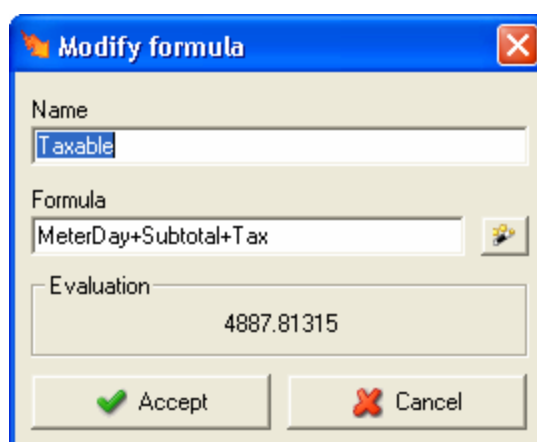 Modify formula
Name
Taxable
Formula
MeterDay+Subtotal+Tax
Evaluation
4887.81315
Accept
Cancel